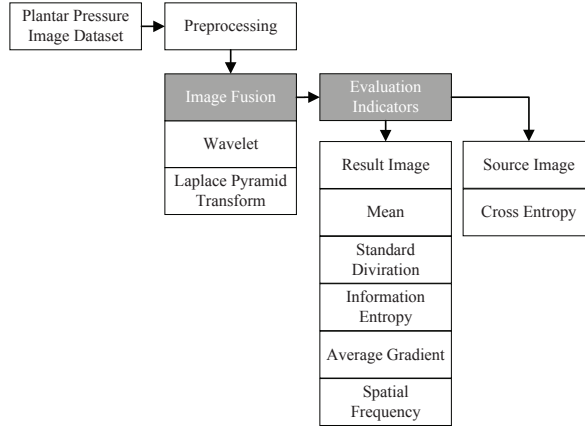 Plantar Pressure
Image Dataset
Preprocessing
Image Fusion
Evaluation
Indicators
Wavelet
Laplace Pyramid
Transform
Result Image
Source Image
Mean
Cross Entropy
Standard
Diviration
Information
Entropy
Average Gradient
Spatial
Frequency